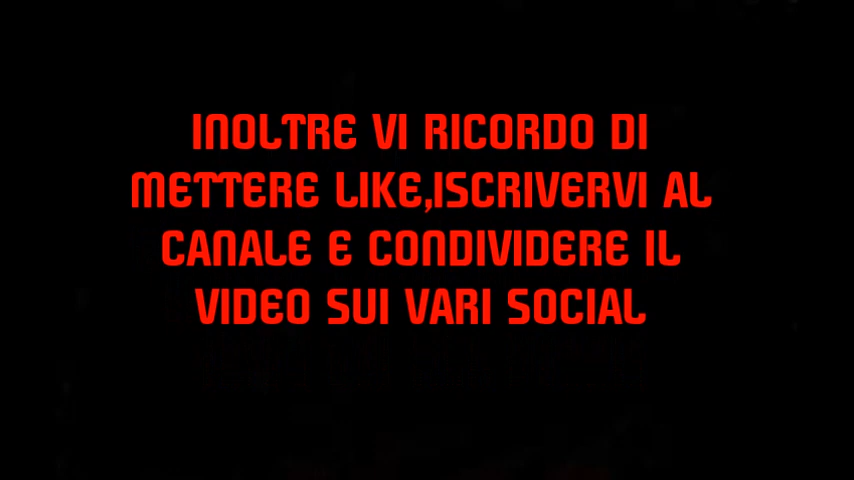 INOLTRE VI RICORDO DI
METTERE LIKE,ISCRIVERVI AL
CANALE E CONDIVIDERE IL
VIDEO SUI VARI SOCIAL